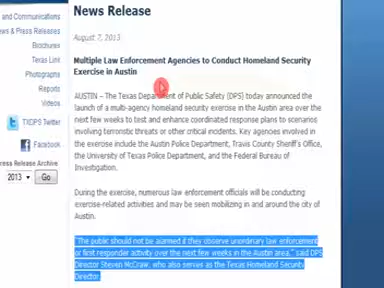 News Release
and Communications
August 7, 2013
News & Press Releases
Brochures
Texas Link
Photographs
Reports
Videos
TXDPS Twitter
Facebook
Press Release Archive
2013
Go
Multiple Law Enforcement Agencies to Conduct Homeland Security
Exercise in Austin
AUSTIN – The Texas Department of Public Safety (DPS) today announced the
launch of a multi-agency homeland security exercise in the Austin area over the
next few weeks to test and enhance coordinated response plans to scenarios
involving terroristic threats or other critical incidents. Key agencies involved in
the exercise include the Austin Police Department, Travis County Sheriff's Office,
the University of Texas Police Department, and the Federal Bureau of
Investigation.
During the exercise, numerous law enforcement officials will be conducting
exercise-related activities and may be seen mobilizing in and around the city of
Austin.
"The public should not be alarmed if they observe unordinary law enforcement
or first responder activity over the next few weeks in the Austin area," said DPS
Director Steven McCraw, who also serves as the Texas Homeland Security
Director.